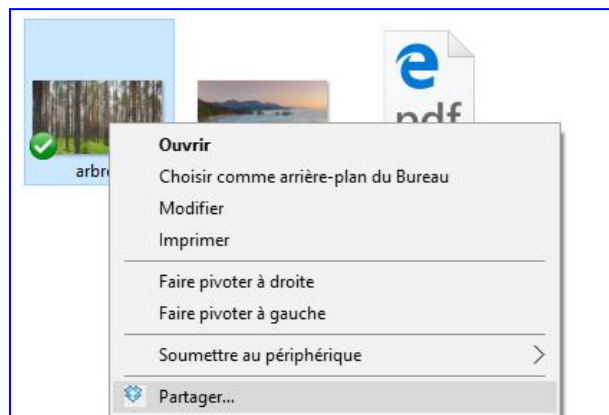 pdf
arbre
Ouvrir
Choisir comme arrière-plan du Bureau
Modifier
Imprimer
Faire pivoter à droite
Faire pivoter à gauche
Soumettre au périphérique
Partager...